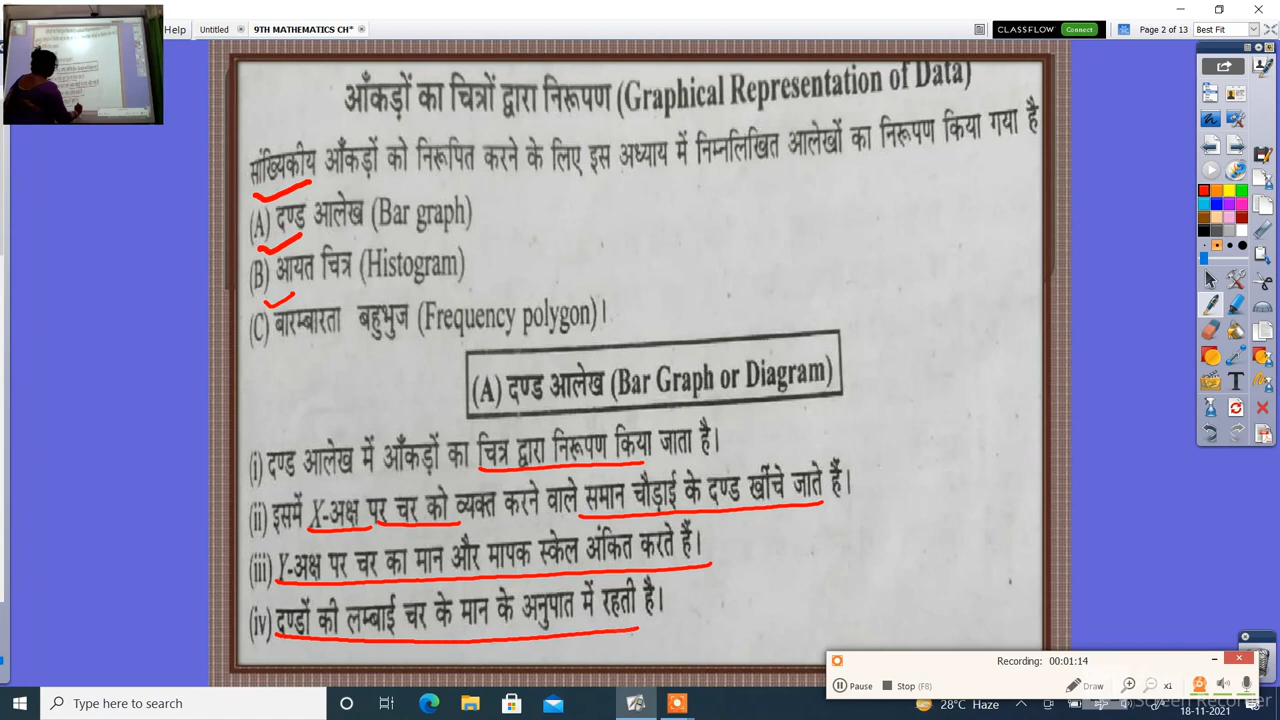 Help
Untitled
9TH MATHEMATICS CH*
CLASSFLOW
Connect
Page 2 of 13
Best Fit
आँकड़ों का चित्रों द्वारा निरूपण (Graphical Representation of Data)
सांख्यिकीय आँकड़ों को निरूपित करने के लिए इस अध्याय में निम्नलिखित आलेखों का निरूपण किया गया है
(A) दण्ड आलेख (Bar graph)
(B) आयत चित्र (Histogram)
(C) बारम्बारता बहुभुज (Frequency polygon)।
(A) दण्ड आलेख (Bar Graph or Diagram)
(i) दण्ड आलेख में आँकड़ों का चित्र द्वारा निरूपण किया जाता है।
(ii) इसमें X-अक्ष पर चर को व्यक्त करने वाले समान चौड़ाई के दण्ड खींचे जाते हैं।
(iii) Y-अक्ष पर चर का मान और मापक स्केल अंकित करते हैं।
(iv) दण्डों की लम्बाई चर के मान के अनुपात में रहती है।
Recording: 00:01:14
Pause
Stop (F8)
Draw
x1
Type here to search
28°C Haze
18-11-2021
Screen Recorder